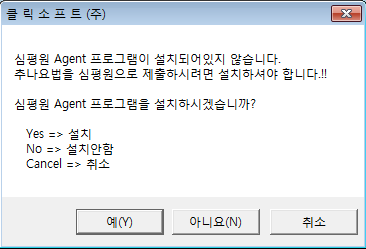 클 릭 소 프 트 (주)
심평원 Agent 프로그램이 설치되어있지 않습니다.
추나요법을 심평원으로 제출하시려면 설치하셔야 합니다.!!
심평원 Agent 프로그램을 설치하시겠습니까?
Yes => 설치
No => 설치안함
Cancel => 취소
예(Y)
아니요(N)
취소